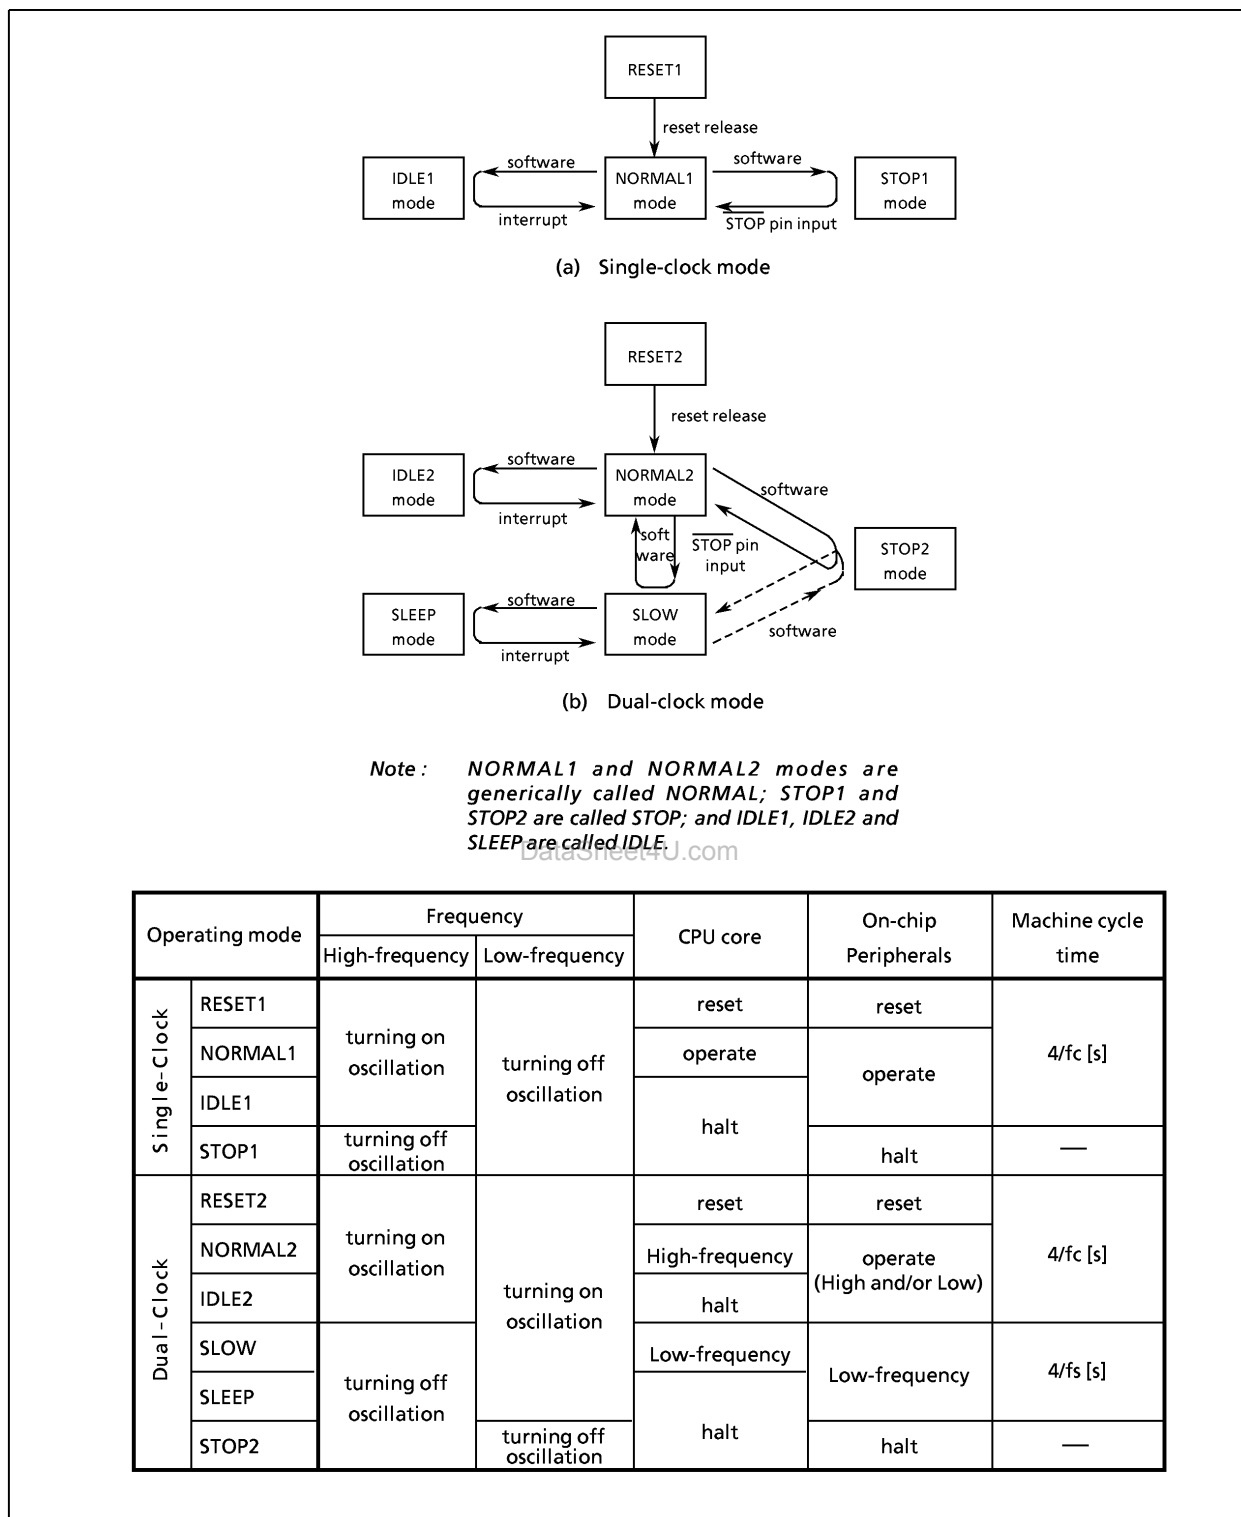 RESET1
reset release
IDLE1
mode
software
interrupt
NORMAL1
mode
software
STOP pin input
STOP1
mode
(a) Single-clock mode
RESET2
reset release
IDLE2
mode
software
interrupt
NORMAL2
mode
software
soft
ware
STOP pin
input
STOP2
mode
SLEEP
mode
software
interrupt
SLOW
mode
software
(b) Dual-clock mode
Note : NORMAL1 and NORMAL2 modes are
generically called NORMAL; STOP1 and
STOP2 are called STOP; and IDLE1, IDLE2 and
SLEEP are called IDLE.
DataSheet4U.com
Operating mode
Frequency
High-frequency
Low-frequency
CPU core
On-chip
Peripherals
Machine cycle
time
Single-Clock
RESET1
NORMAL1
IDLE1
STOP1
turning on
oscillation
turning off
oscillation
turning off
oscillation
reset
operate
halt
reset
operate
halt
4/fc [s]
—
Dual-Clock
RESET2
NORMAL2
IDLE2
SLOW
SLEEP
STOP2
turning on
oscillation
turning off
oscillation
turning on
oscillation
turning off
oscillation
reset
High-frequency
halt
Low-frequency
halt
reset
operate
(High and/or Low)
Low-frequency
halt
4/fc [s]
4/fs [s]
—